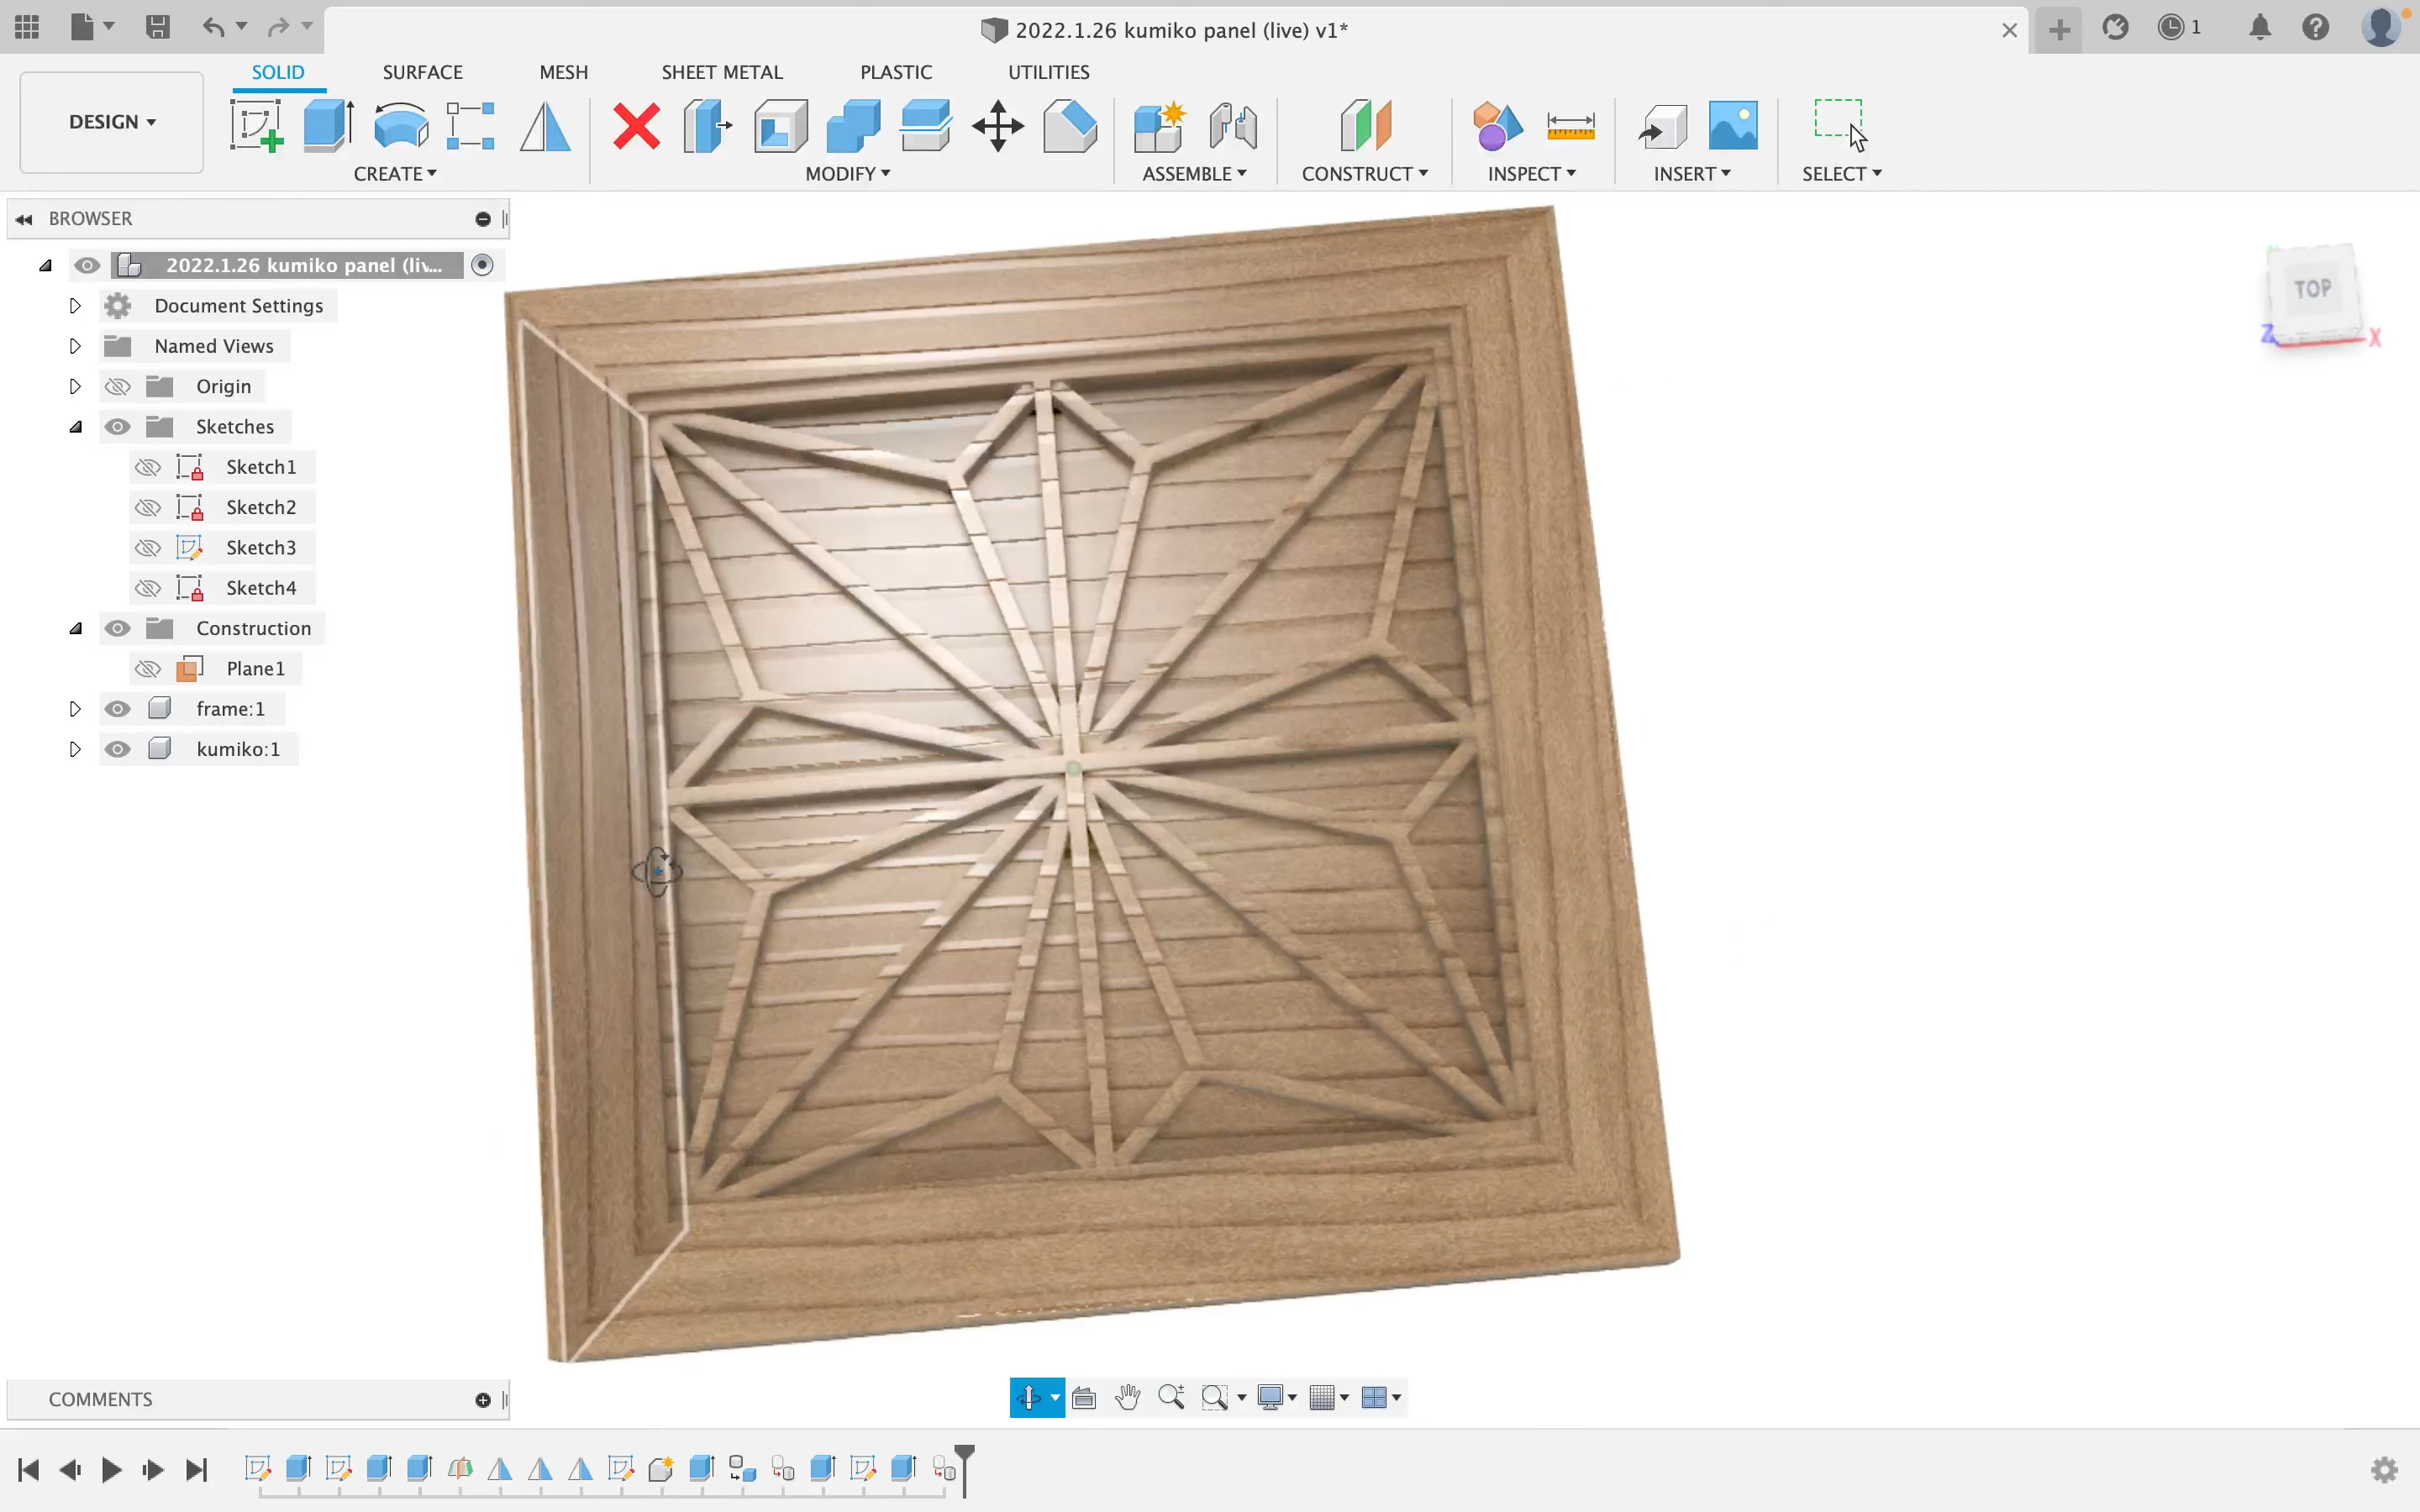 2022.1.26 kumiko panel (live) v1*
1
SOLID
SURFACE
MESH
SHEET METAL
PLASTIC
UTILITIES
DESIGN
CREATE
MODIFY
ASSEMBLE
CONSTRUCT
INSPECT
INSERT
SELECT
BROWSER
2022.1.26 kumiko panel (liv...
Document Settings
Named Views
Origin
Sketches
Sketch1
Sketch2
Sketch3
Sketch4
Construction
Plane1
frame:1
kumiko:1
TOP
Z
X
COMMENTS